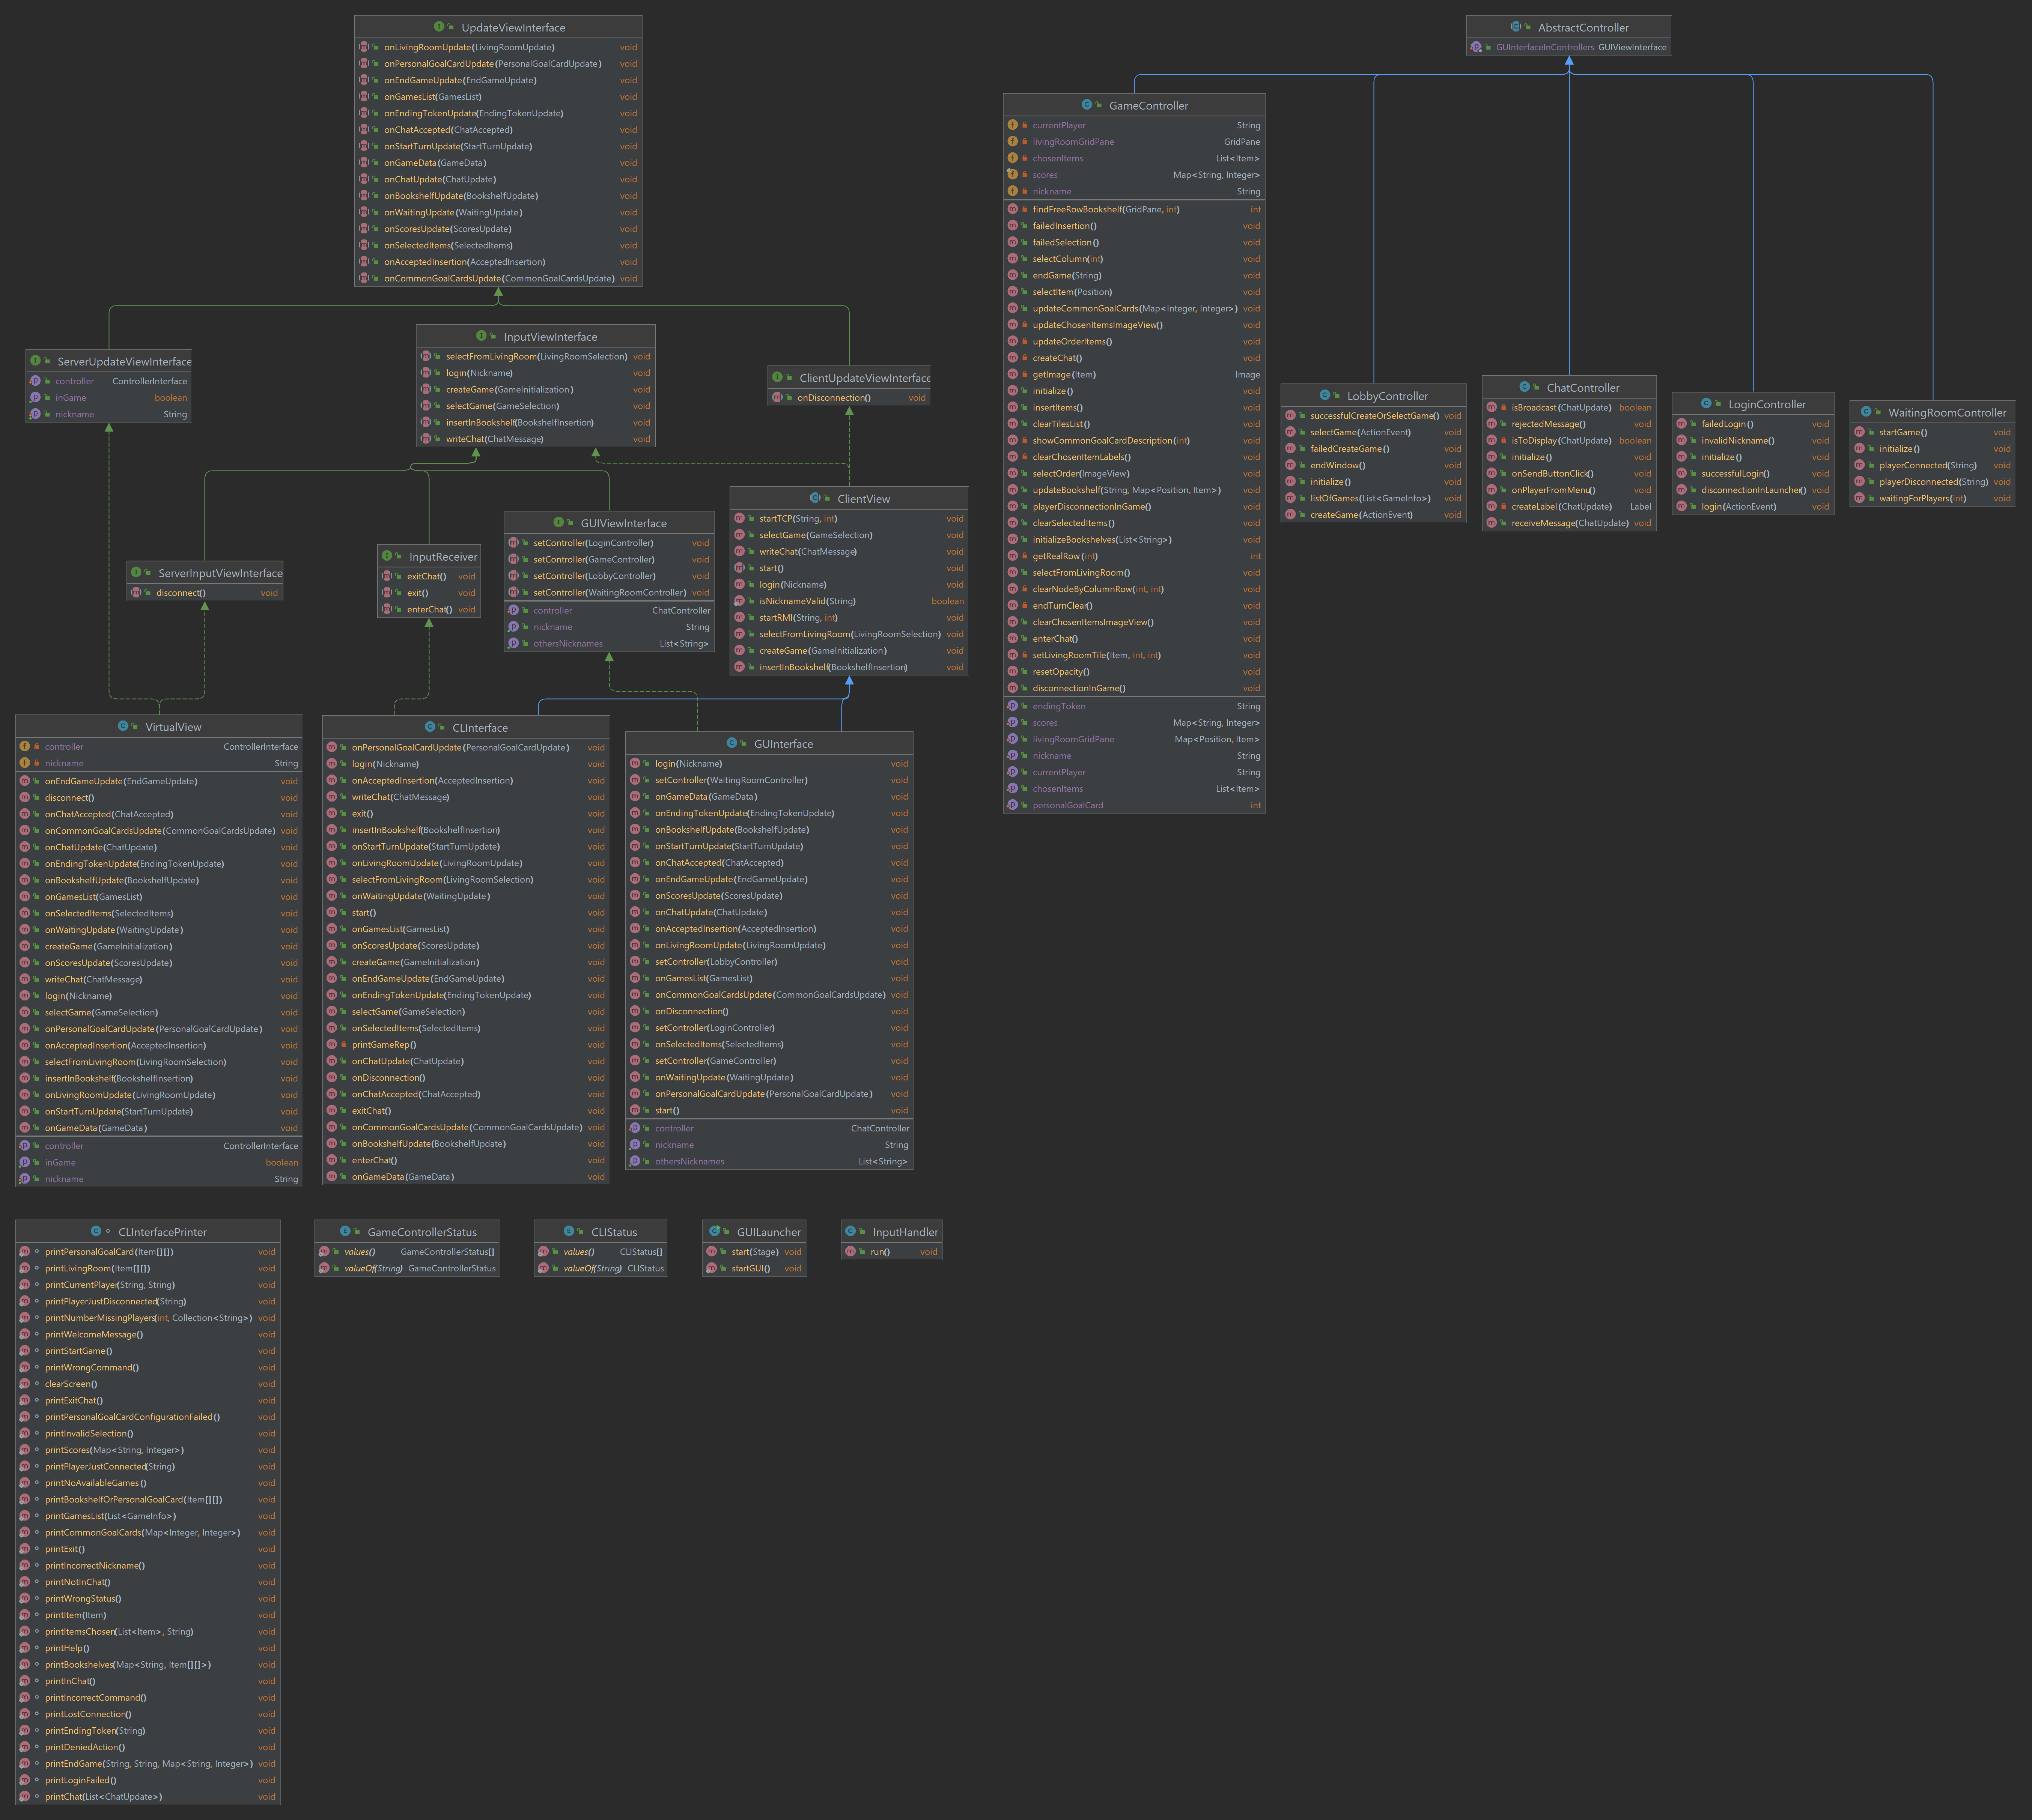 UpdateViewInterface
onLivingRoomUpdate(LivingRoomUpdate) void
onPersonalGoalCardUpdate(PersonalGoalCardUpdate) void
onEndGameUpdate(EndGameUpdate) void
onGamesList(GamesList) void
onEndingTokenUpdate(EndingTokenUpdate) void
onChatAccepted(ChatAccepted) void
onStartTurnUpdate(StartTurnUpdate) void
onGameData(GameData) void
onChatUpdate(ChatUpdate) void
onBookshelfUpdate(BookshelfUpdate) void
onWaitingUpdate(WaitingUpdate) void
onScoresUpdate(ScoresUpdate) void
onSelectedItems(SelectedItems) void
onAcceptedInsertion(AcceptedInsertion) void
onCommonGoalCardsUpdate(CommonGoalCardsUpdate) void
ServerUpdateViewInterface
controller ControllerInterface
inGame boolean
nickname String
InputViewInterface
selectFromLivingRoom(LivingRoomSelection) void
login(Nickname) void
createGame(GameInitialization) void
selectGame(GameSelection) void
insertInBookshelf(BookshelfInsertion) void
writeChat(ChatMessage) void
ClientUpdateViewInterface
onDisconnection() void
ServerInputViewInterface
disconnect() void
InputReceiver
exitChat() void
exit() void
enterChat() void
GUIViewInterface
setController(LoginController) void
setController(GameController) void
setController(LobbyController) void
setController(WaitingRoomController) void
controller ChatController
nickname String
othersNicknames List<String>
ClientView
startTCP(String, int) void
selectGame(GameSelection) void
writeChat(ChatMessage) void
start() void
login(Nickname) void
isNicknameValid(String) boolean
startRMI(String, int) void
selectFromLivingRoom(LivingRoomSelection) void
createGame(GameInitialization) void
insertInBookshelf(BookshelfInsertion) void
VirtualView
controller ControllerInterface
nickname String
onEndGameUpdate(EndGameUpdate) void
disconnect() void
onChatAccepted(ChatAccepted) void
onCommonGoalCardsUpdate(CommonGoalCardsUpdate) void
onChatUpdate(ChatUpdate) void
onEndingTokenUpdate(EndingTokenUpdate) void
onBookshelfUpdate(BookshelfUpdate) void
onGamesList(GamesList) void
onSelectedItems(SelectedItems) void
onWaitingUpdate(WaitingUpdate) void
createGame(GameInitialization) void
onScoresUpdate(ScoresUpdate) void
writeChat(ChatMessage) void
login(Nickname) void
selectGame(GameSelection) void
onPersonalGoalCardUpdate(PersonalGoalCardUpdate) void
onAcceptedInsertion(AcceptedInsertion) void
selectFromLivingRoom(LivingRoomSelection) void
insertInBookshelf(BookshelfInsertion) void
onLivingRoomUpdate(LivingRoomUpdate) void
onStartTurnUpdate(StartTurnUpdate) void
onGameData(GameData) void
controller ControllerInterface
inGame boolean
nickname String
CLInterface
onPersonalGoalCardUpdate(PersonalGoalCardUpdate) void
login(Nickname) void
onAcceptedInsertion(AcceptedInsertion) void
writeChat(ChatMessage) void
exit() void
insertInBookshelf(BookshelfInsertion) void
onStartTurnUpdate(StartTurnUpdate) void
onLivingRoomUpdate(LivingRoomUpdate) void
selectFromLivingRoom(LivingRoomSelection) void
onWaitingUpdate(WaitingUpdate) void
start() void
onGamesList(GamesList) void
onScoresUpdate(ScoresUpdate) void
createGame(GameInitialization) void
onEndGameUpdate(EndGameUpdate) void
onEndingTokenUpdate(EndingTokenUpdate) void
selectGame(GameSelection) void
onSelectedItems(SelectedItems) void
printGameRep() void
onChatUpdate(ChatUpdate) void
onDisconnection() void
onChatAccepted(ChatAccepted) void
exitChat() void
onCommonGoalCardsUpdate(CommonGoalCardsUpdate) void
onBookshelfUpdate(BookshelfUpdate) void
enterChat() void
onGameData(GameData) void
GUInterface
login(Nickname) void
setController(WaitingRoomController) void
onGameData(GameData) void
onEndingTokenUpdate(EndingTokenUpdate) void
onBookshelfUpdate(BookshelfUpdate) void
onStartTurnUpdate(StartTurnUpdate) void
onChatAccepted(ChatAccepted) void
onEndGameUpdate(EndGameUpdate) void
onScoresUpdate(ScoresUpdate) void
onChatUpdate(ChatUpdate) void
onAcceptedInsertion(AcceptedInsertion) void
onLivingRoomUpdate(LivingRoomUpdate) void
setController(LobbyController) void
onGamesList(GamesList) void
onCommonGoalCardsUpdate(CommonGoalCardsUpdate) void
onDisconnection() void
setController(LoginController) void
onSelectedItems(SelectedItems) void
setController(GameController) void
onWaitingUpdate(WaitingUpdate) void
onPersonalGoalCardUpdate(PersonalGoalCardUpdate) void
start() void
controller ChatController
nickname String
othersNicknames List<String>
AbstractController
GUInterfaceInControllers GUIViewInterface
GameController
currentPlayer String
livingRoomGridPane GridPane
chosenItems List<Item>
scores Map<String, Integer>
nickname String
findFreeRowBookshelf(GridPane, int) int
failedInsertion() void
failedSelection() void
selectColumn(int) void
endGame(String) void
selectItem(Position) void
updateCommonGoalCards(Map<Integer, Integer>) void
updateChosenItemsImageView() void
updateOrderItems() void
createChat() void
getImage(Item) Image
initialize() void
insertItems() void
clearTilesList() void
showCommonGoalCardDescription(int) void
clearChosenItemLabels() void
selectOrder(ImageView) void
updateBookshelf(String, Map<Position, Item>) void
playerDisconnectionInGame() void
clearSelectedItems() void
initializeBookshelves(List<String>) void
getRealRow(int) int
selectFromLivingRoom() void
clearNodeByColumnRow(int, int) void
endTurnClear() void
clearChosenItemsImageView() void
enterChat() void
setLivingRoomTile(Item, int, int) void
resetOpacity() void
disconnectionInGame() void
endingToken String
scores Map<String, Integer>
livingRoomGridPane Map<Position, Item>
nickname String
currentPlayer String
chosenItems List<Item>
personalGoalCard int
LobbyController
successfulCreateOrSelectGame() void
selectGame(ActionEvent) void
failedCreateGame() void
endWindow() void
initialize() void
listOfGames(List<GameInfo>) void
createGame(ActionEvent) void
ChatController
isBroadcast(ChatUpdate) boolean
rejectedMessage() void
isToDisplay(ChatUpdate) boolean
initialize() void
onSendButtonClick() void
onPlayerFromMenu() void
createLabel(ChatUpdate) Label
receiveMessage(ChatUpdate) void
LoginController
failedLogin() void
invalidNickname() void
initialize() void
successfulLogin() void
disconnectionInLauncher() void
login(ActionEvent) void
WaitingRoomController
startGame() void
initialize() void
playerConnected(String) void
playerDisconnected(String) void
waitingForPlayers(int) void
CLInterfacePrinter
printPersonalGoalCard(Item[][]) void
printLivingRoom(Item[][]) void
printCurrentPlayer(String, String) void
printPlayerJustDisconnected(String) void
printNumberMissingPlayers(int, Collection<String>) void
printWelcomeMessage() void
printStartGame() void
printWrongCommand() void
clearScreen() void
printExitChat() void
printPersonalGoalCardConfigurationFailed() void
printInvalidSelection() void
printScores(Map<String, Integer>) void
printPlayerJustConnected(String) void
printNoAvailableGames() void
printBookshelfOrPersonalGoalCard(Item[][]) void
printGamesList(List<GameInfo>) void
printCommonGoalCards(Map<Integer, Integer>) void
printExit() void
printIncorrectNickname() void
printNotInChat() void
printWrongStatus() void
printItem(Item) void
printItemsChosen(List<Item>, String) void
printHelp() void
printBookshelves(Map<String, Item[][]>) void
printInChat() void
printIncorrectCommand() void
printLostConnection() void
printEndingToken(String) void
printDeniedAction() void
printEndGame(String, String, Map<String, Integer>) void
printLoginFailed() void
printChat(List<ChatUpdate>) void
GameControllerStatus
values() GameControllerStatus[]
valueOf(String) GameControllerStatus
CLIStatus
values() CLIStatus[]
valueOf(String) CLIStatus
GUILauncher
start(Stage) void
startGUI() void
InputHandler
run() void